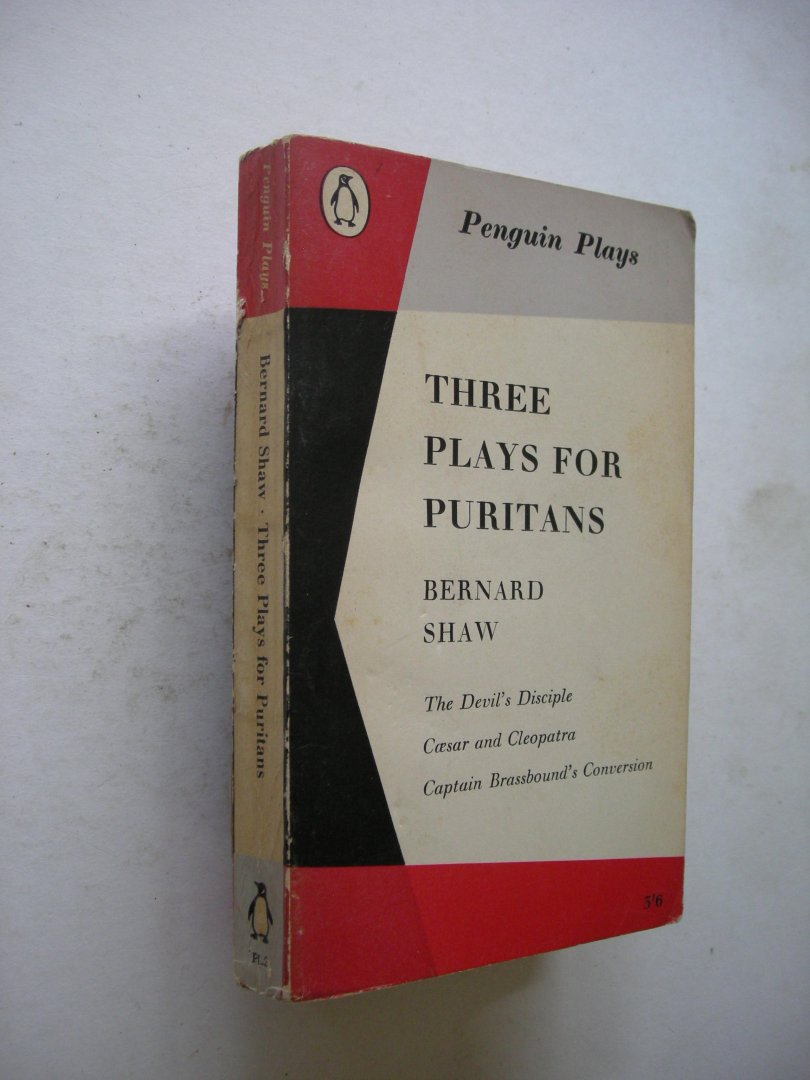 Penguin Plays
Bernard Shaw · Three Plays for Puritans
Penguin Plays
THREE
PLAYS FOR
PURITANS
BERNARD
SHAW
The Devil's Disciple
Cæsar and Cleopatra
Captain Brassbound's Conversion
3'6